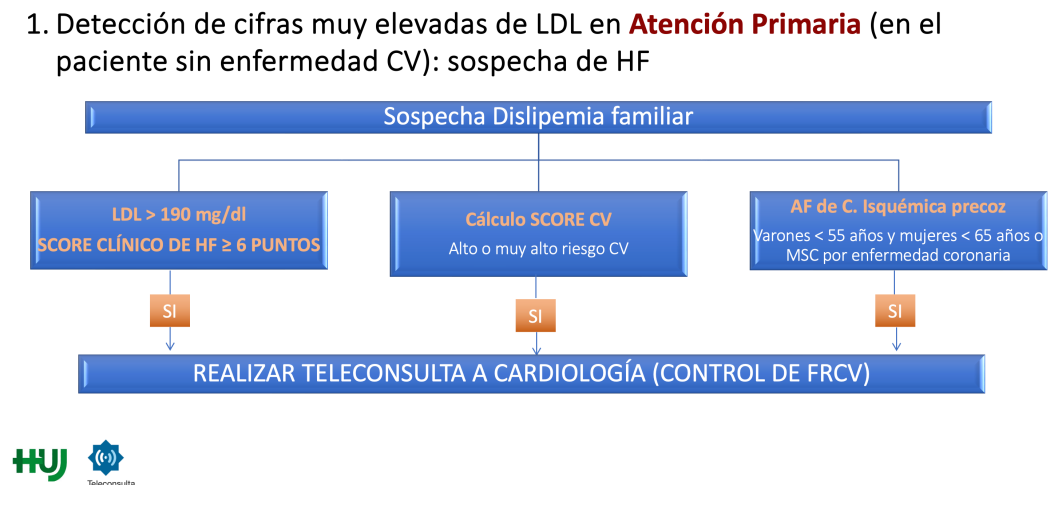 1. Detección de cifras muy elevadas de LDL en Atención Primaria (en el
paciente sin enfermedad CV): sospecha de HF
Sospecha Dislipemia familiar
LDL > 190 mg/dl
SCORE CLÍNICO DE HF ≥ 6 PUNTOS
Cálculo SCORE CV
Alto o muy alto riesgo CV
AF de C. Isquémica precoz
Varones < 55 años y mujeres < 65 años o
MSC por enfermedad coronaria
SI
SI
SI
REALIZAR TELECONSULTA A CARDIOLOGÍA (CONTROL DE FRCV)
HUJ
Teleconsulta